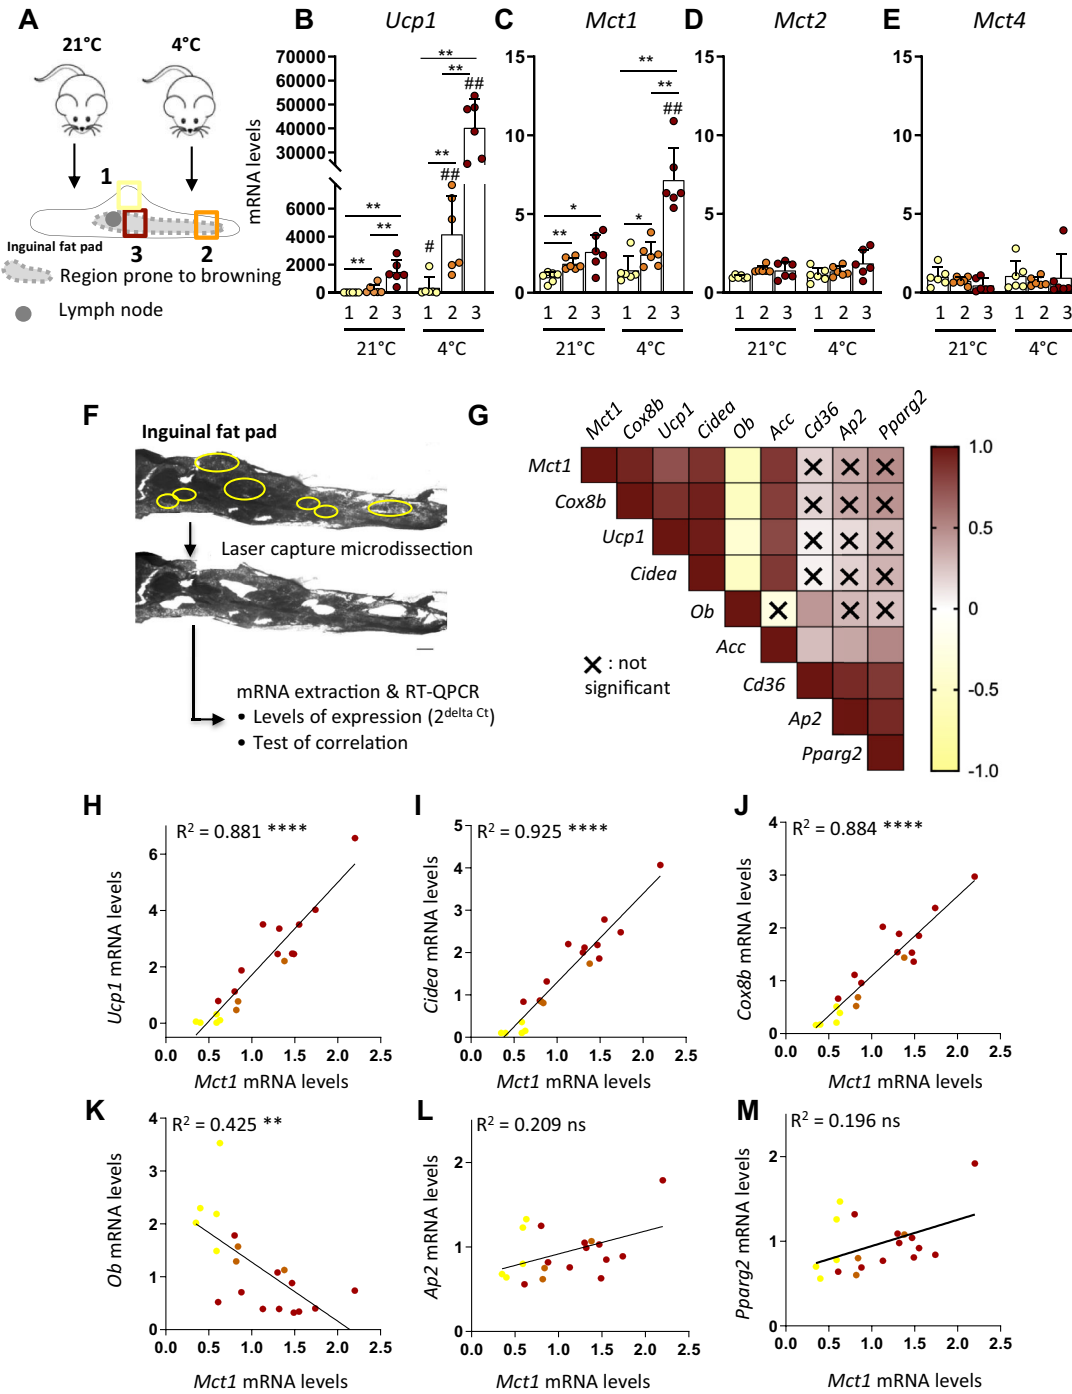 A
21°C
4°C
1
3
2
Inguinal fat pad
Region prone to browning
Lymph node
B
Ucp1
mRNA levels
70000
60000
50000
40000
30000
6000
4000
2000
0
**
**
**
#
**
##
**
**
##
1 2 3 1 2 3
21°C 4°C
C
Mct1
15
10
5
0
**
*
*
**
**
##
1 2 3 1 2 3
21°C 4°C
D
Mct2
15
10
5
0
1 2 3 1 2 3
21°C 4°C
E
Mct4
15
10
5
0
1 2 3 1 2 3
21°C 4°C
F
Inguinal fat pad
Laser capture microdissection
mRNA extraction & RT-QPCR
• Levels of expression (2^delta Ct)
• Test of correlation
G
Mct1 Cox8b Ucp1 Cidea Ob Acc Cd36 Ap2 Pparg2
Mct1
Cox8b
Ucp1
Cidea
Ob
Acc
Cd36
Ap2
Pparg2
X : not
significant
1.0
0.5
0
-0.5
-1.0
H
R² = 0.881 ****
Ucp1 mRNA levels
6
4
2
0
0.0 0.5 1.0 1.5 2.0 2.5
Mct1 mRNA levels
I
R² = 0.925 ****
Cidea mRNA levels
5
4
3
2
1
0
0.0 0.5 1.0 1.5 2.0 2.5
Mct1 mRNA levels
J
R² = 0.884 ****
Cox8b mRNA levels
4
3
2
1
0
0.0 0.5 1.0 1.5 2.0 2.5
Mct1 mRNA levels
K
R² = 0.425 **
Ob mRNA levels
4
3
2
1
0
0.0 0.5 1.0 1.5 2.0 2.5
Mct1 mRNA levels
L
R² = 0.209 ns
Ap2 mRNA levels
2
1
0
0.0 0.5 1.0 1.5 2.0 2.5
Mct1 mRNA levels
M
R² = 0.196 ns
Pparg2 mRNA levels
2
1
0
0.0 0.5 1.0 1.5 2.0 2.5
Mct1 mRNA levels